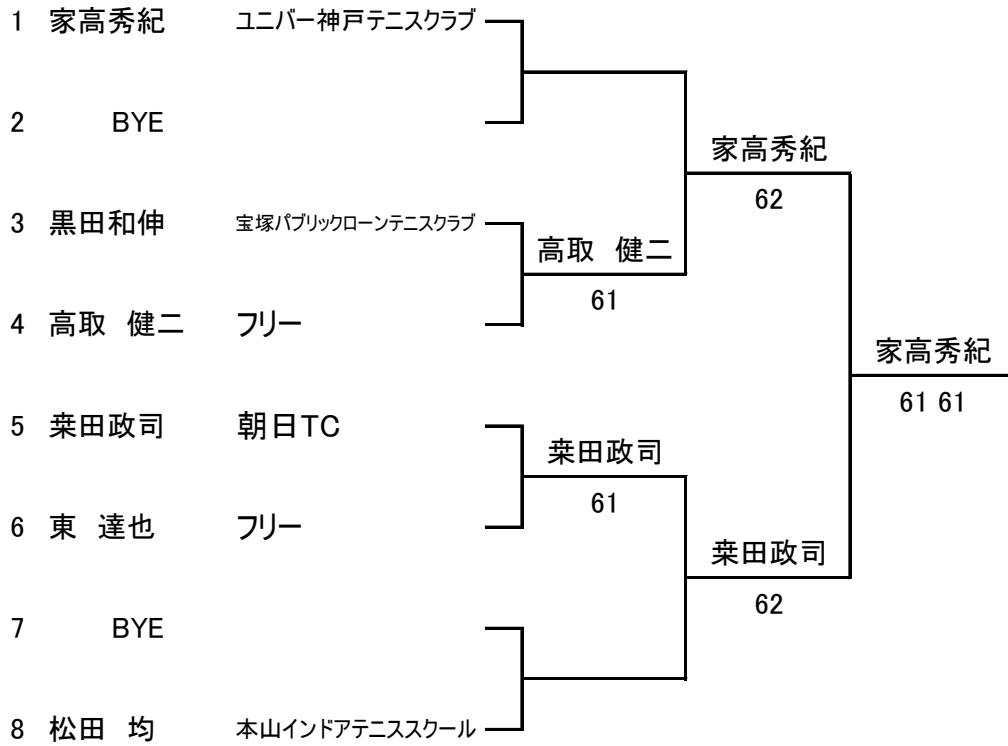 1 家高秀紀 ユニバー神戸テニスクラブ
2 BYE
家高秀紀
62
3 黒田和伸 宝塚パブリックローンテニスクラブ
高取 健二
61
4 高取 健二 フリー
家高秀紀
61 61
5 桒田政司 朝日TC
桒田政司
61
6 東 達也 フリー
桒田政司
62
7 BYE
8 松田 均 本山インドアテニススクール